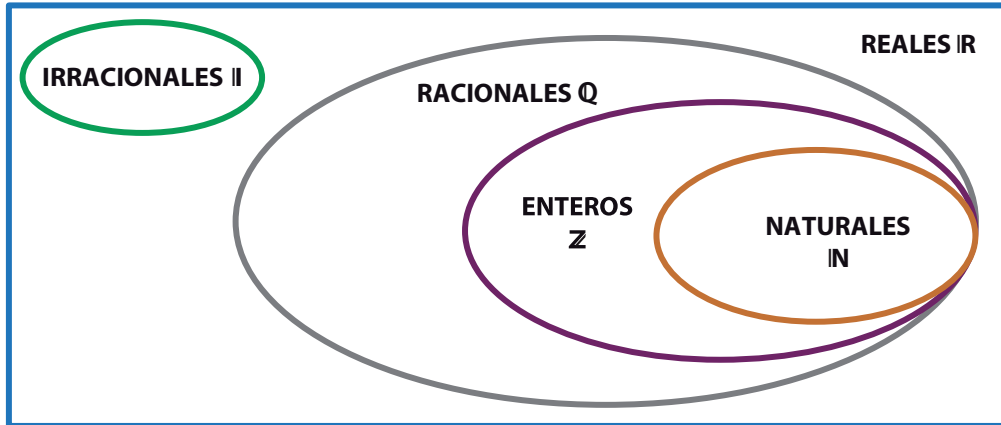 REALES ℝ
IRRACIONALES 𝕀
RACIONALES ℚ
ENTEROS
ℤ
NATURALES
ℕ